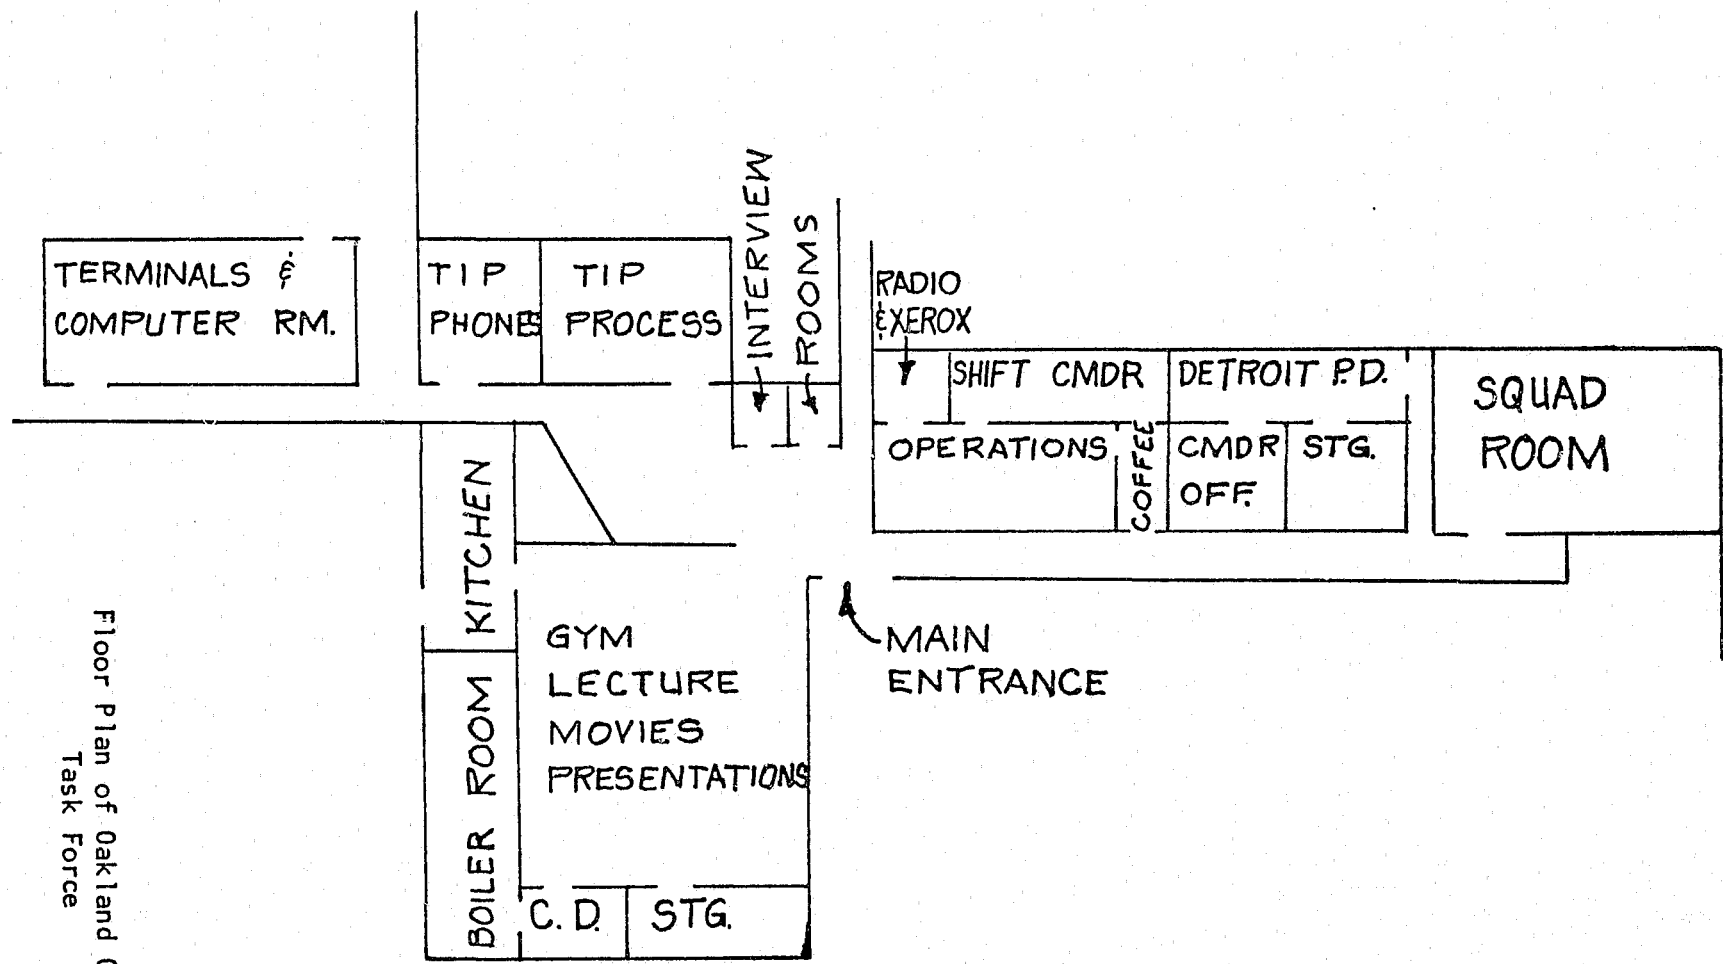 TERMINALS &
COMPUTER RM.
TIP
PHONES
TIP
PROCESS
INTERVIEW
ROOMS
RADIO
& XEROX
SHIFT CMDR
DETROIT P.D.
SQUAD
ROOM
OPERATIONS
COFFEE
CMDR
OFF.
STG.
KITCHEN
GYM
LECTURE
MOVIES
PRESENTATIONS
MAIN
ENTRANCE
BOILER ROOM
C. D.
STG.
Floor Plan of Oakland
Task Force